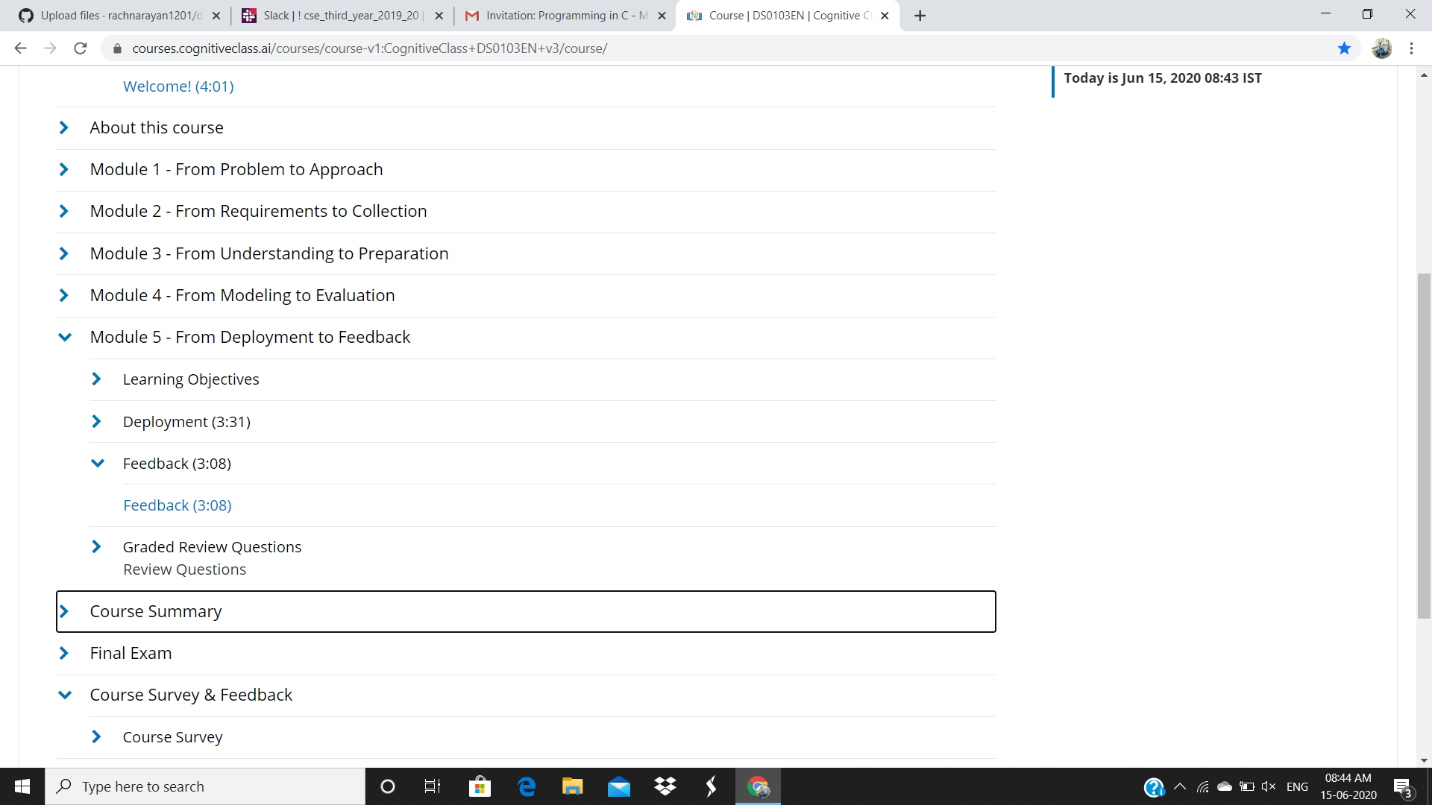 Upload files · rachnarayan1201/d
Slack | ! cse_third_year_2019_20 |
Invitation: Programming in C - M
Course | DS0103EN | Cognitive Cl
courses.cognitiveclass.ai/courses/course-v1:CognitiveClass+DS0103EN+v3/course/
Welcome! (4:01)
Today is Jun 15, 2020 08:43 IST
About this course
Module 1 - From Problem to Approach
Module 2 - From Requirements to Collection
Module 3 - From Understanding to Preparation
Module 4 - From Modeling to Evaluation
Module 5 - From Deployment to Feedback
Learning Objectives
Deployment (3:31)
Feedback (3:08)
Feedback (3:08)
Graded Review Questions
Review Questions
Course Summary
Final Exam
Course Survey & Feedback
Course Survey
Type here to search
ENG
08:44 AM
15-06-2020
3